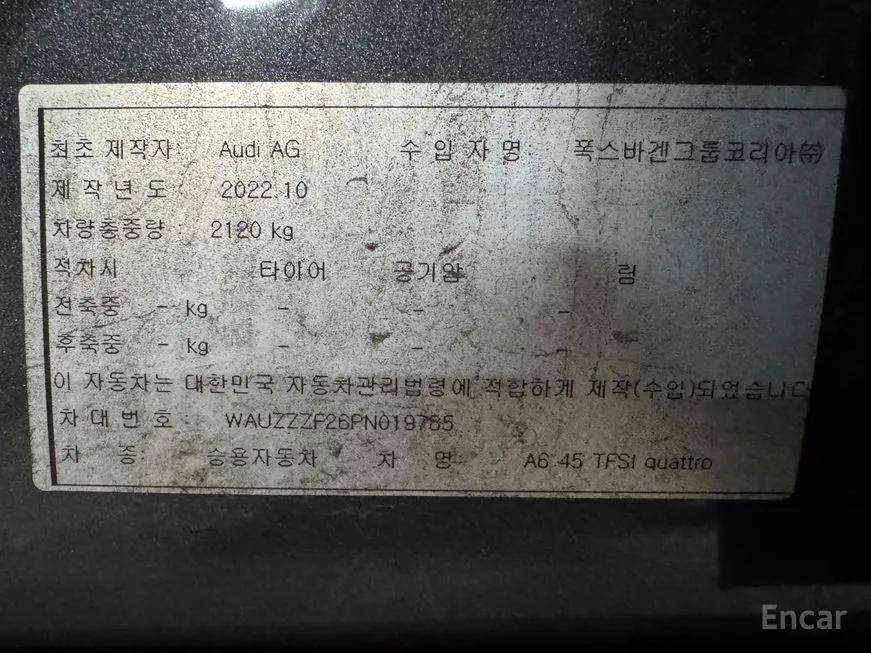 최초 제작자: Audi AG 수 입 자 명: 폭스바겐그룹코리아㈜
제 작 년 도 : 2022.10
차량총중량 : 2120 kg
적차시 타이어 공기압 림
전축중 - kg - - -
후축중 - kg - - -
이 자동차는 대한민국 자동차관리법령에 적합하게 제작(수입)되었습니다
차 대 번 호 : WAUZZZF26PN019785
차 종: 승용자동차 차 명: A6 45 TFSI quattro
Encar